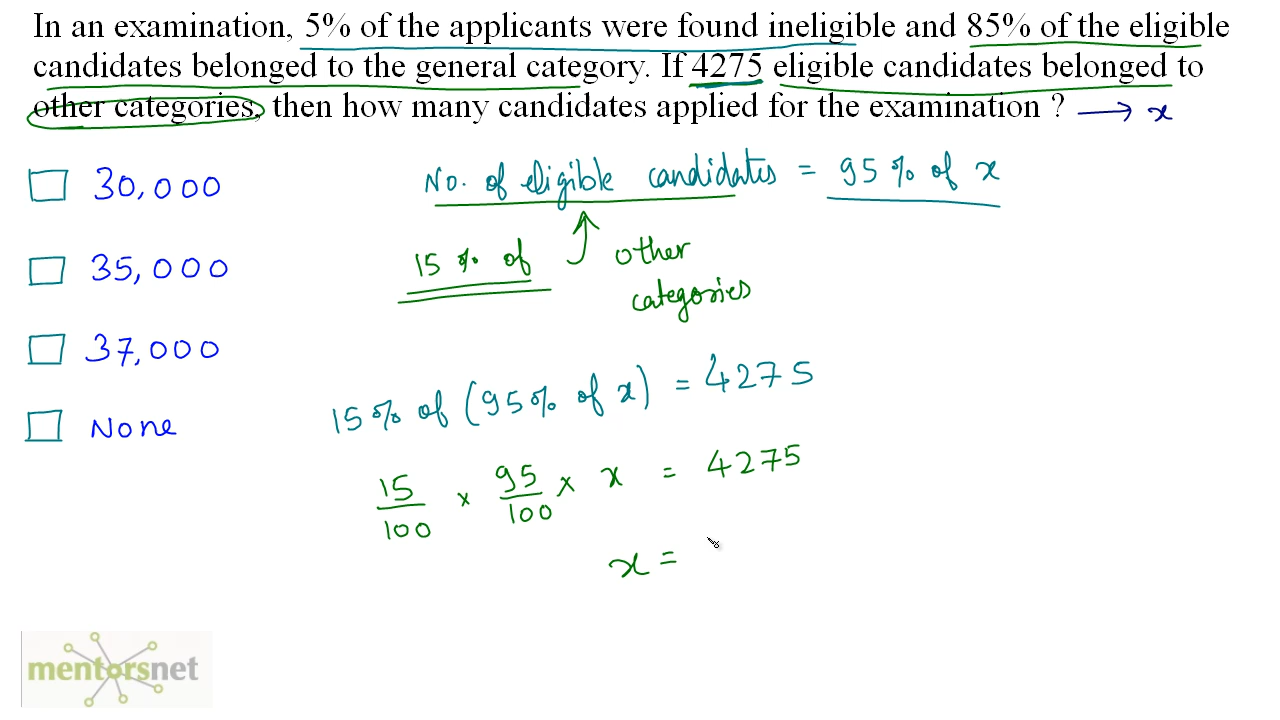 In an examination, 5% of the applicants were found ineligible and 85% of the eligible
candidates belonged to the general category. If 4275 eligible candidates belonged to
other categories, then how many candidates applied for the examination ? → x
30,000
No. of eligible candidates = 95% of x
15 % of other
categories
35,000
37,000
15% of (95% of x) = 4275
None
15/100 × 95/100 × x = 4275
x =
mentorsnet